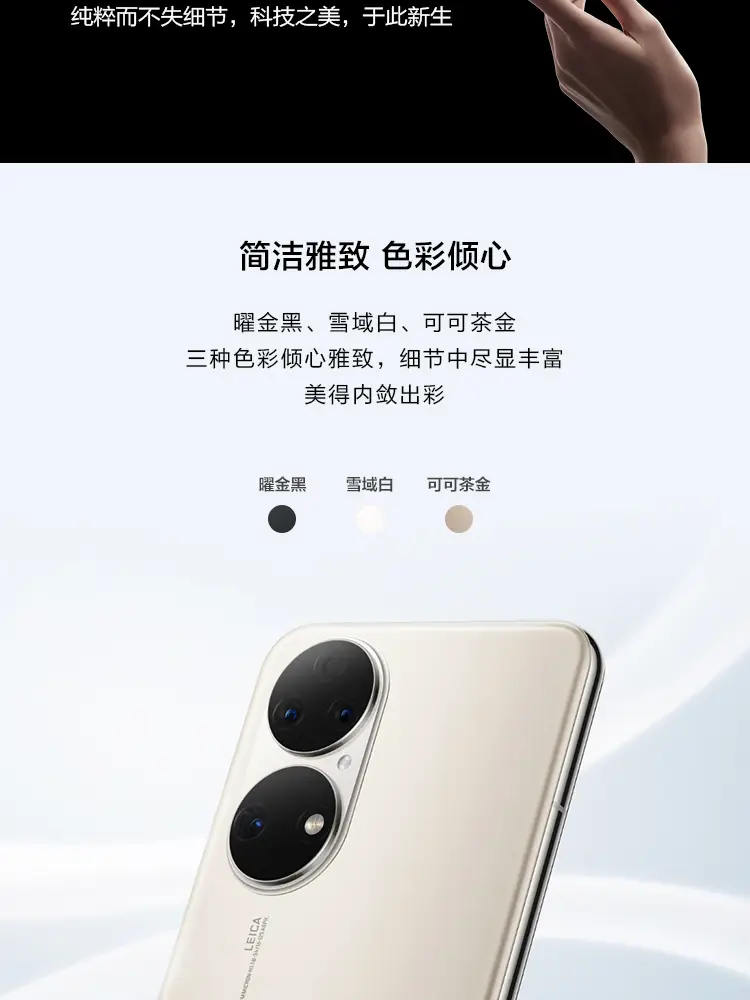 纯粹而不失细节，科技之美，于此新生
简洁雅致 色彩倾心
曜金黑、雪域白、可可茶金
三种色彩倾心雅致，细节中尽显丰富
美得内敛出彩
曜金黑 雪域白 可可茶金
LEICA